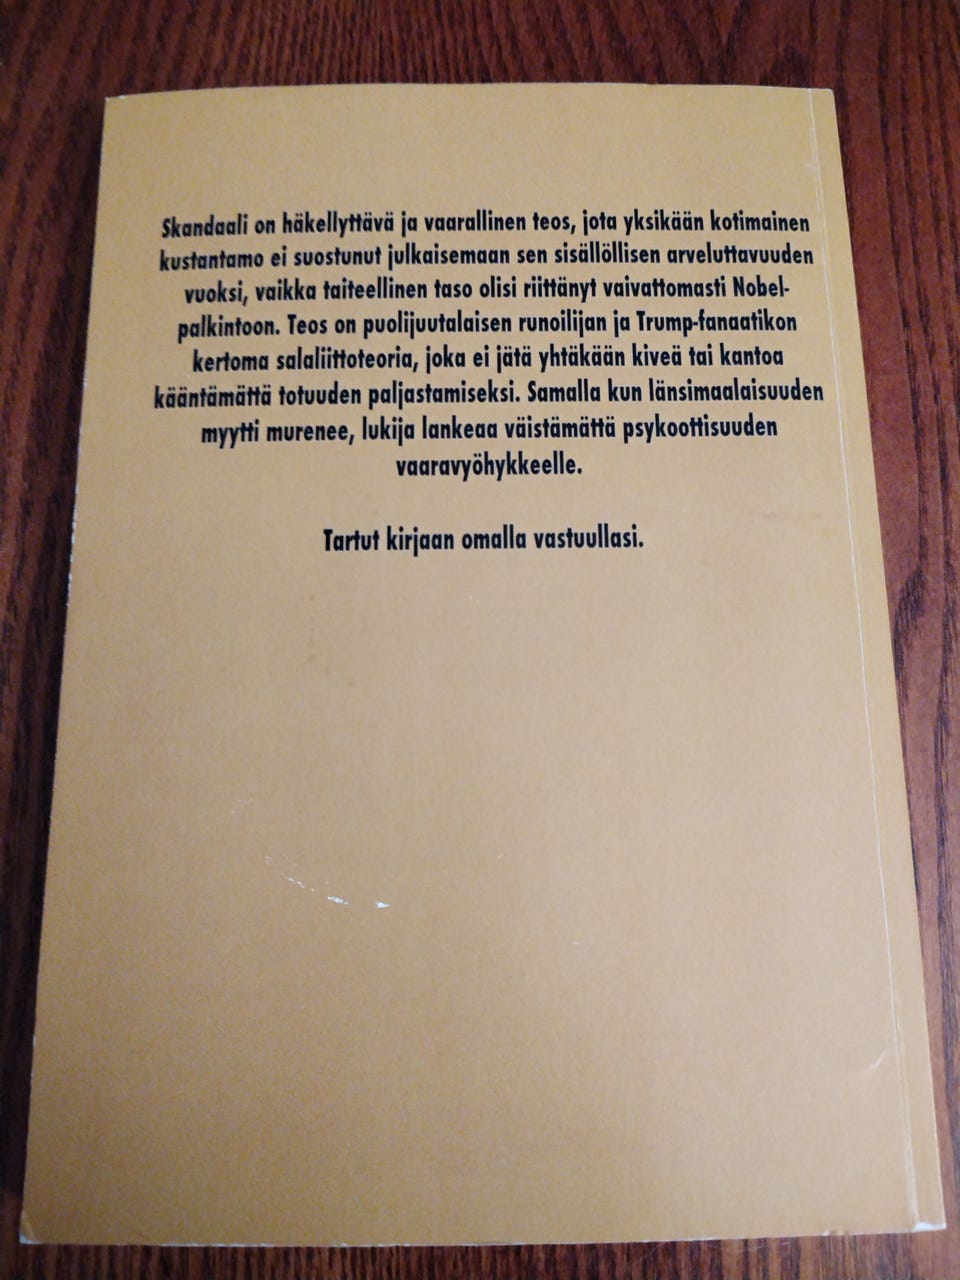 Skandaali on häkellyttävä ja vaarallinen teos, jota yksikään kotimainen
kustantamo ei suostunut julkaisemaan sen sisällöllisen arveluttavuuden
vuoksi, vaikka taiteellinen taso olisi riittänyt vaivattomasti Nobel-
palkintoon. Teos on puolijuutalaisen runoilijan ja Trump-fanaatikon
kertoma salaliittoteoria, joka ei jätä yhtäkään kiveä tai kantoa
kääntämättä totuuden paljastamiseksi. Samalla kun länsimaalaisuuden
myytti murenee, lukija lankeaa väistämättä psykoottisuuden
vaaravyöhykkeelle.
Tartut kirjaan omalla vastuullasi.